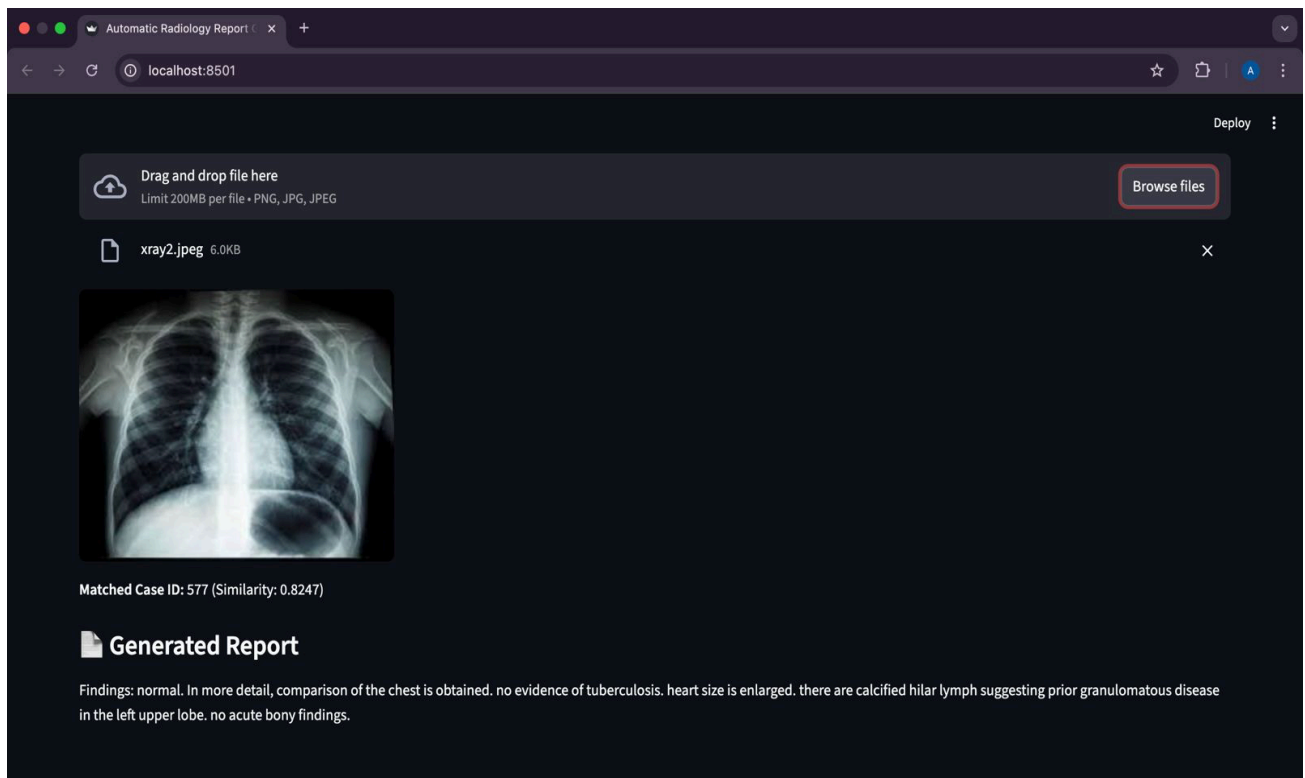 Automatic Radiology Report G
localhost:8501
A
Deploy
Drag and drop file here
Limit 200MB per file • PNG, JPG, JPEG
Browse files
xray2.jpeg 6.0KB
Matched Case ID: 577 (Similarity: 0.8247)
Generated Report
Findings: normal. In more detail, comparison of the chest is obtained. no evidence of tuberculosis. heart size is enlarged. there are calcified hilar lymph suggesting prior granulomatous disease
in the left upper lobe. no acute bony findings.